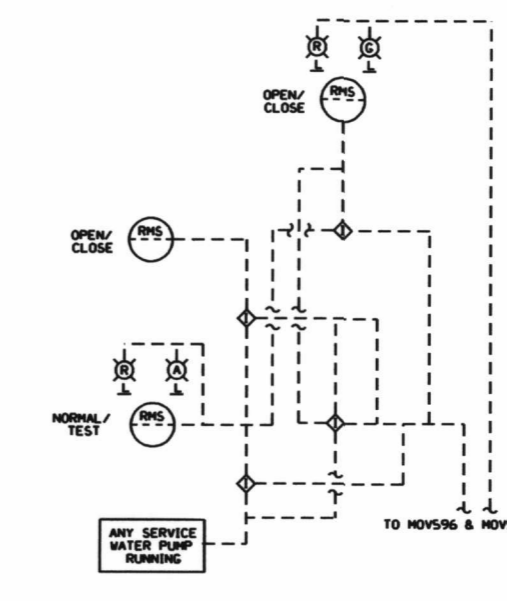 R G
L L
OPEN/
CLOSE
RMS
I
OPEN/
CLOSE
RMS
I
R A
L L
NORMAL/
TEST
RMS
I
I
TO MOV596 & MOV
ANY SERVICE
WATER PUMP
RUNNING